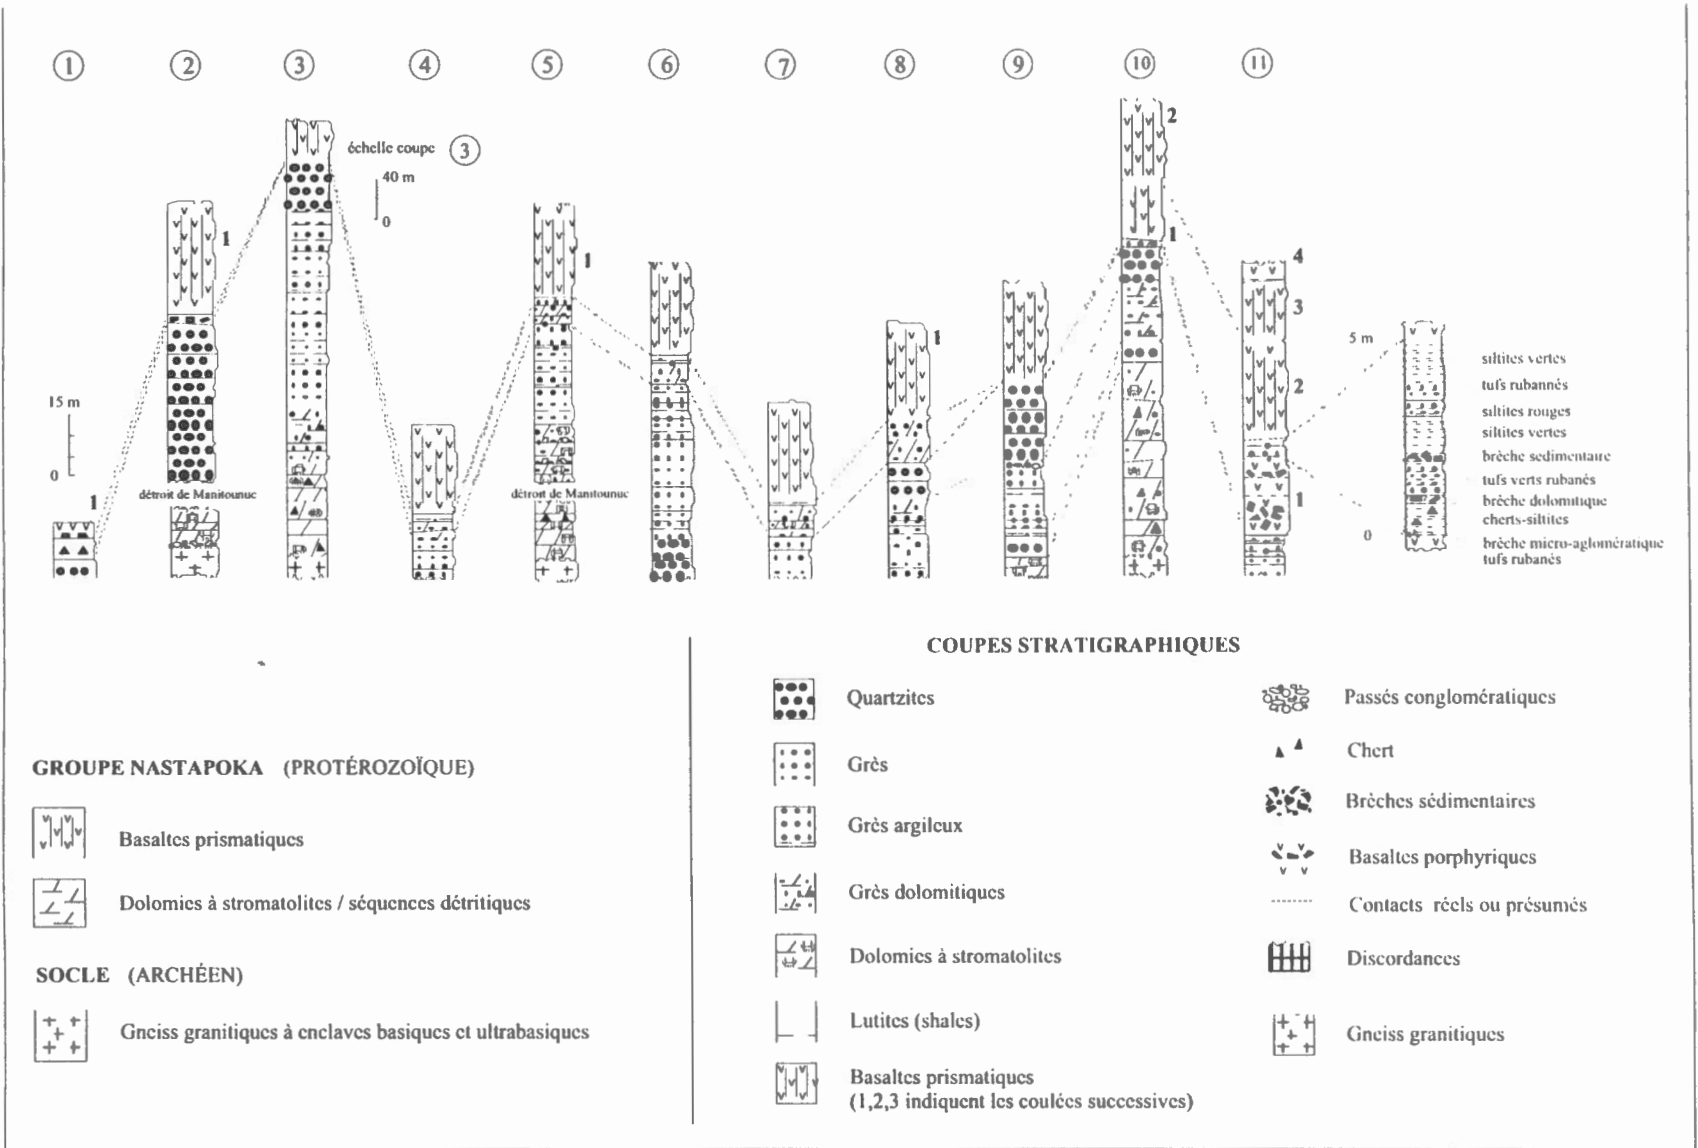 1 2 3 4 5 6 7 8 9 10 11
échelle coupe 3
40 m
0
15 m
0
1
1
détroit de Manitounuc
1
détroit de Manitounuc
1
2
1
4
3
2
1
5 m
0
siltites vertes
tufs rubannés
siltites rouges
siltites vertes
brèche sedimentaire
tufs verts rubanés
brèche dolomitique
cherts-siltites
brèche micro-aglomératique
tufs rubanés
GROUPE NASTAPOKA (PROTÉROZOÏQUE)
Basaltes prismatiques
Dolomies à stromatolites / séquences détritiques
SOCLE (ARCHÉEN)
Gneiss granitiques à enclaves basiques et ultrabasiques
COUPES STRATIGRAPHIQUES
Quartzites
Grès
Grès argileux
Grès dolomitiques
Dolomies à stromatolites
Lutites (shales)
Basaltes prismatiques
(1,2,3 indiquent les coulées successives)
Passés conglomératiques
Chert
Brèches sédimentaires
Basaltes porphyriques
Contacts réels ou présumés
Discordances
Gneiss granitiques